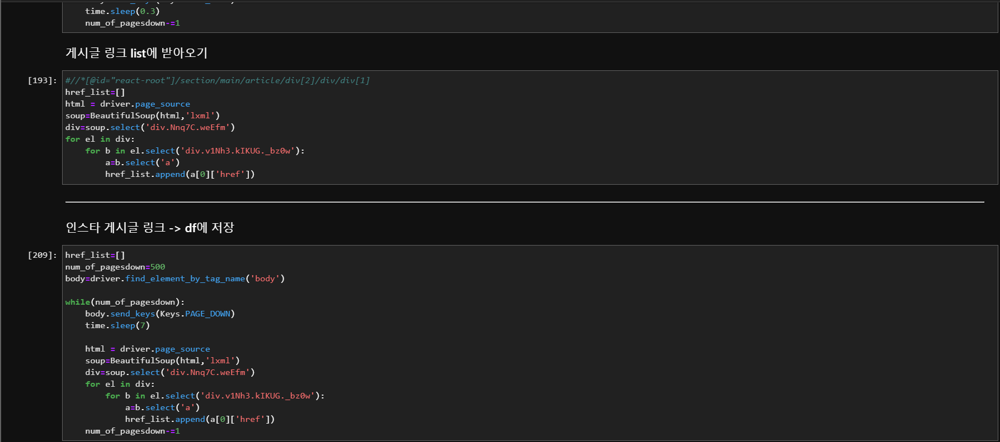 time.sleep(0.3)
num_of_pagesdown-=1
게시글 링크 list에 받아오기
[193]:
#//*[@id="react-root"]/section/main/article/div[2]/div/div[1]
href_list=[]
html = driver.page_source
soup=BeautifulSoup(html,'lxml')
div=soup.select('div.Nnq7C.weEfm')
for el in div:
    for b in el.select('div.v1Nh3.kIKUG._bz0w'):
        a=b.select('a')
        href_list.append(a[0]['href'])
인스타 게시글 링크 -> df에 저장
[209]:
href_list=[]
num_of_pagesdown=500
body=driver.find_element_by_tag_name('body')
while(num_of_pagesdown):
    body.send_keys(Keys.PAGE_DOWN)
    time.sleep(7)
    html = driver.page_source
    soup=BeautifulSoup(html,'lxml')
    div=soup.select('div.Nnq7C.weEfm')
    for el in div:
        for b in el.select('div.v1Nh3.kIKUG._bz0w'):
            a=b.select('a')
            href_list.append(a[0]['href'])
    num_of_pagesdown-=1